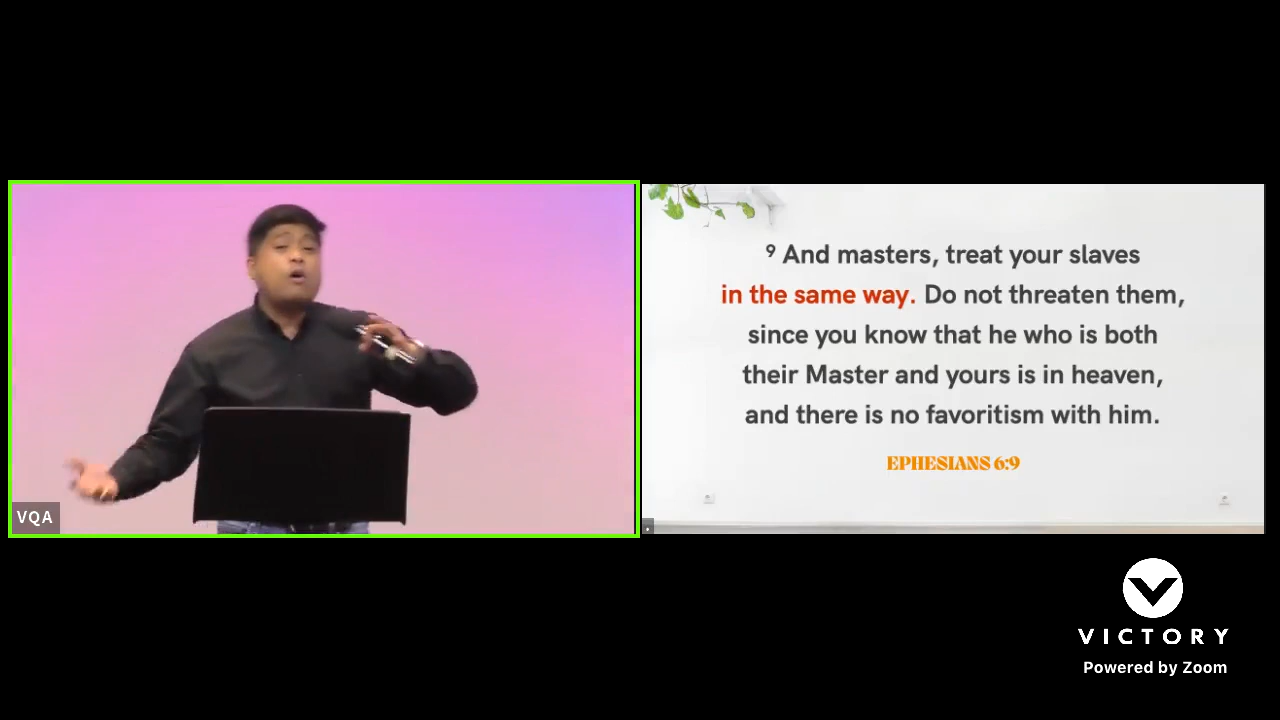 VQA
⁹ And masters, treat your slaves
in the same way. Do not threaten them,
since you know that he who is both
their Master and yours is in heaven,
and there is no favoritism with him.
EPHESIANS 6:9
VICTORY
Powered by Zoom